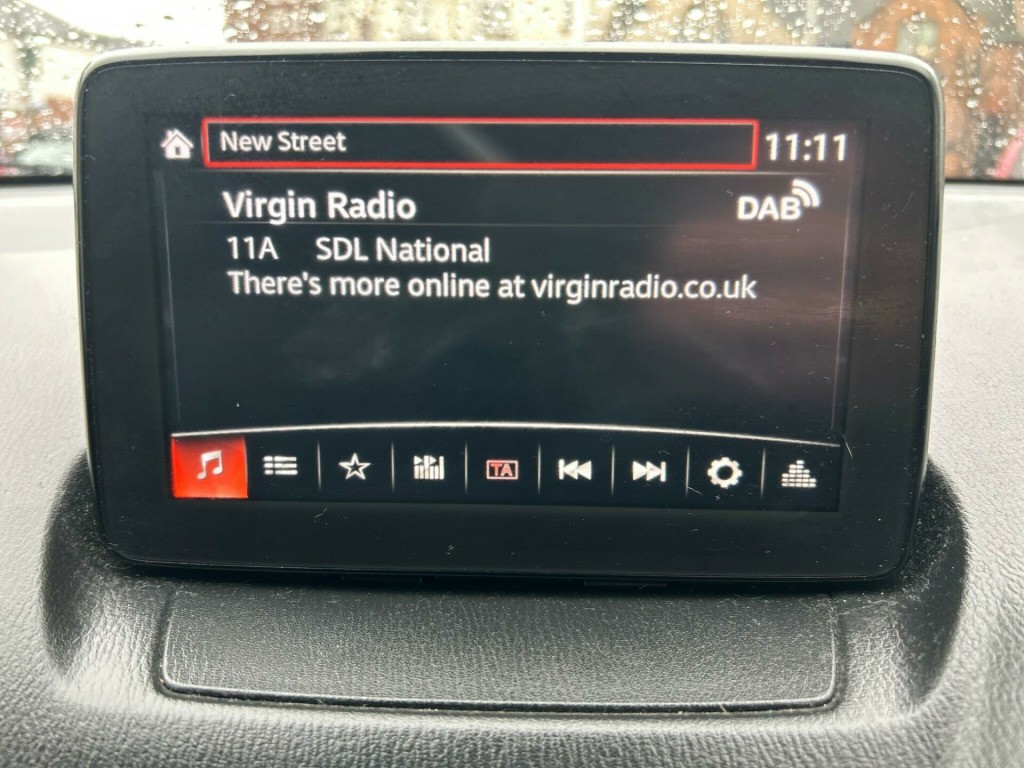 New Street 11:11
Virgin Radio DAB
11A SDL National
There's more online at virginradio.co.uk
TA